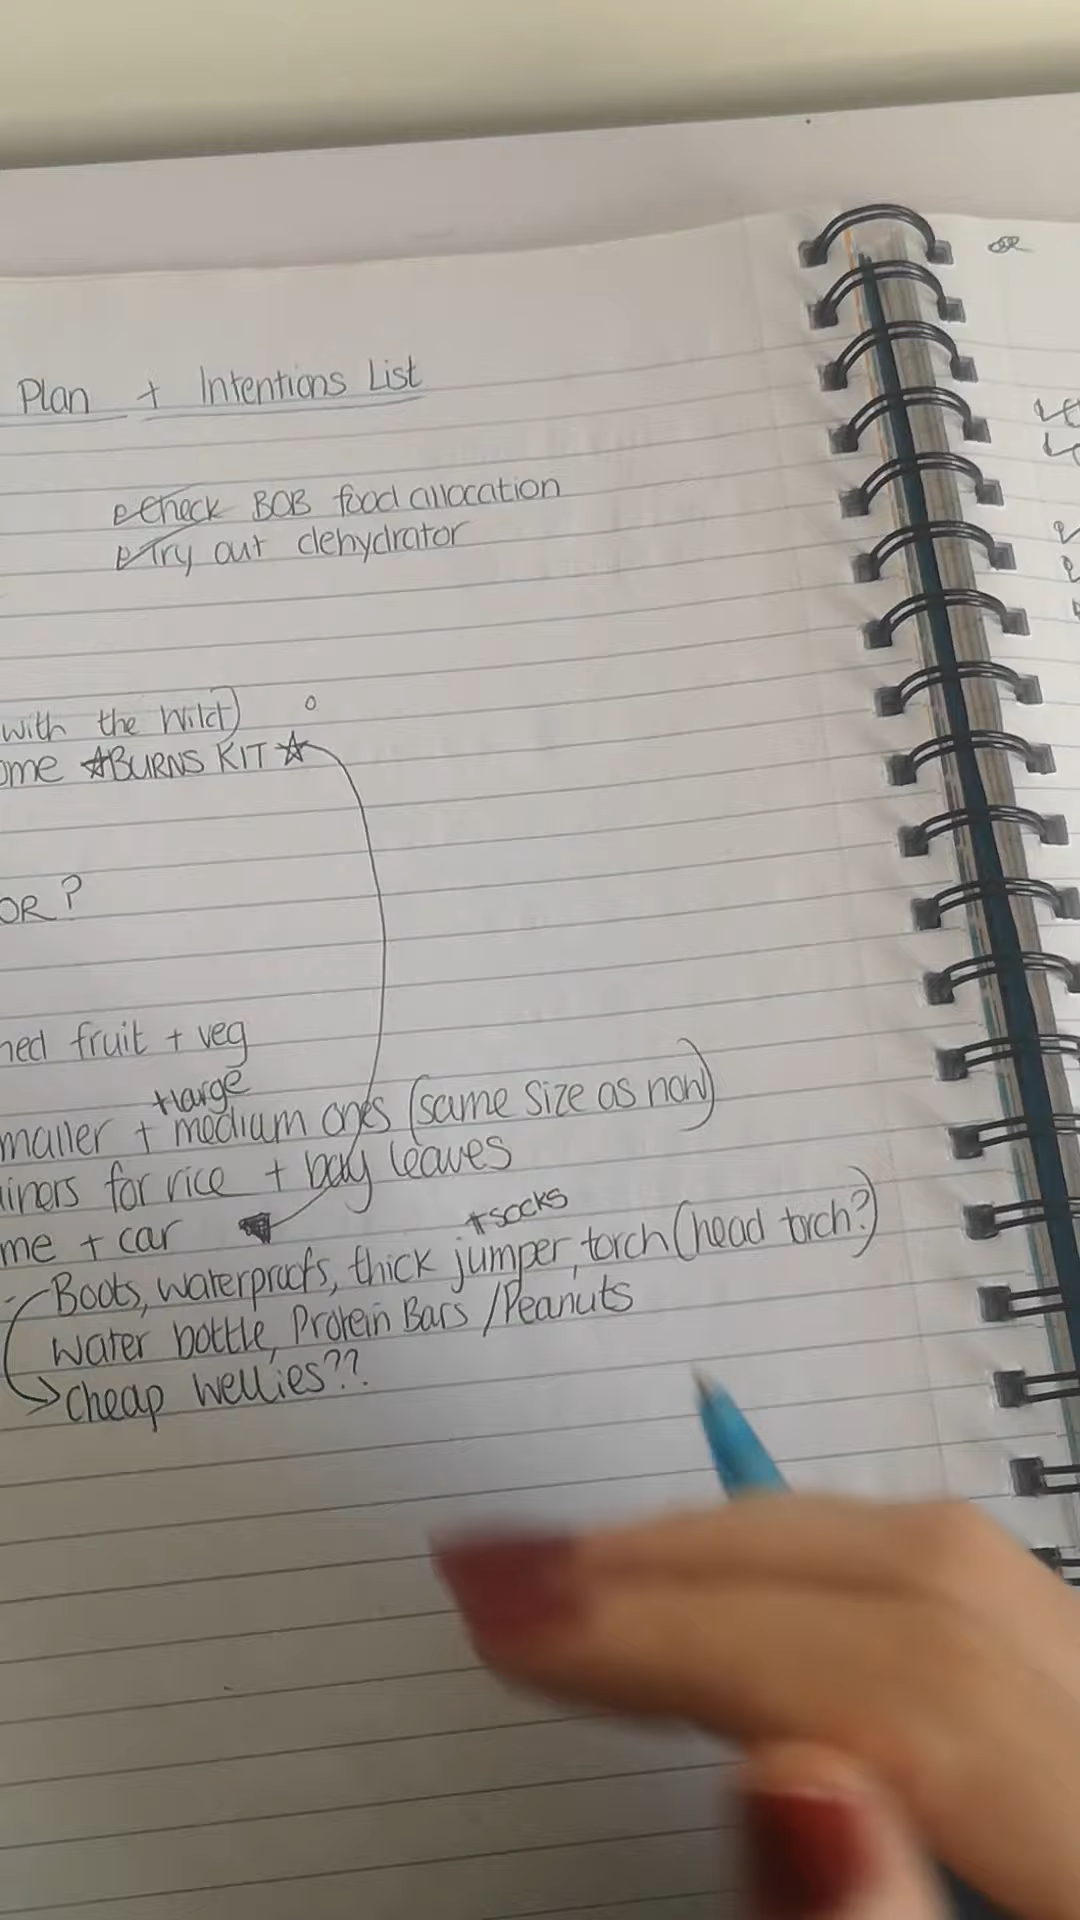 Plan + Intentions List
Check BOB food allocation
Try out dehydrator
with the Wild)
ome ☆BURNS KIT☆
OR?
ned fruit + veg
+large
maller + medium ones (same size as now)
ainers for rice + bay leaves
me + car
+socks
Boots, waterproofs, thick jumper, torch (head torch?)
water bottle, Protein Bars / Peanuts
→ cheap wellies??